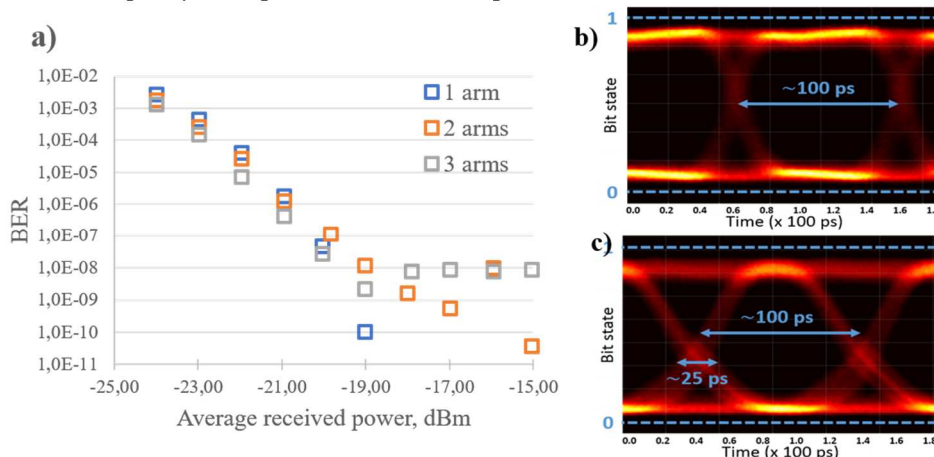 a)
1,0E-02
1,0E-03
1,0E-04
1,0E-05
1,0E-06
1,0E-07
1,0E-08
1,0E-09
1,0E-10
1,0E-11
BER
1 arm
2 arms
3 arms
-25,00 -23,00 -21,00 -19,00 -17,00 -15,00
Average received power, dBm
b)
1
Bit state
~100 ps
0
0.0 0.2 0.4 0.6 0.8 1.0 1.2 1.4 1.6 1.8
Time (x 100 ps)
c)
1
Bit state
~100 ps
~25 ps
0
0.0 0.2 0.4 0.6 0.8 1.0 1.2 1.4 1.6 1.8
Time (x 100 ps)